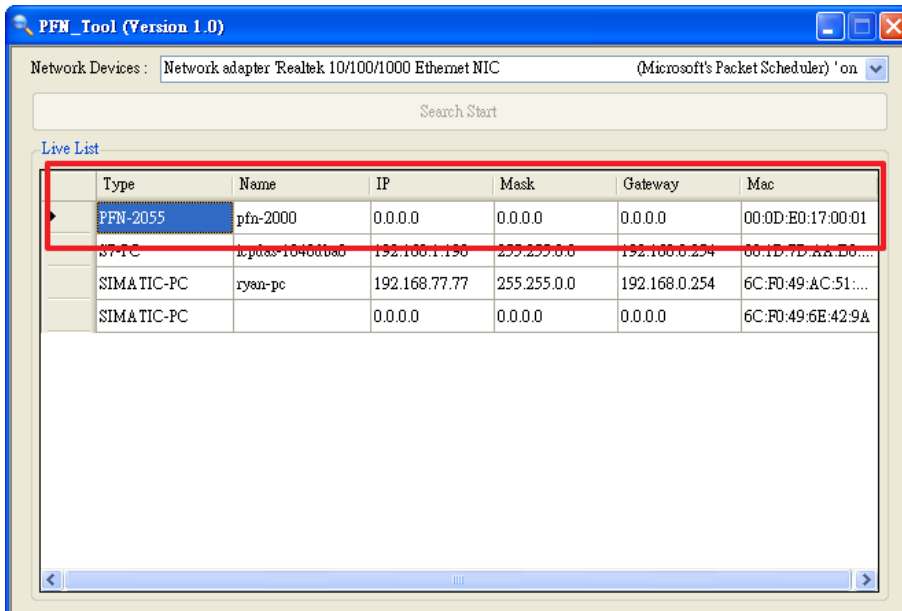 PFN_Tool (Version 1.0)
Network Devices : Network adapter 'Realtek 10/100/1000 Ethernet NIC (Microsoft's Packet Scheduler) ' on
Search Start
Live List
Type Name IP Mask Gateway Mac
PFN-2055 pfn-2000 0.0.0.0 0.0.0.0 0.0.0.0 00:0D:E0:17:00:01
S7-PC 192.168.1.198 255.255.0.0 192.168.0.254
SIMATIC-PC ryan-pc 192.168.77.77 255.255.0.0 192.168.0.254 6C:F0:49:AC:51:...
SIMATIC-PC 0.0.0.0 0.0.0.0 0.0.0.0 6C:F0:49:6E:42:9A